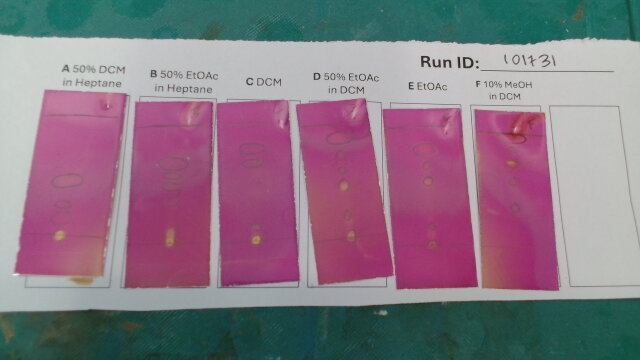 Run ID: 101731
A 50% DCM
in Heptane
B 50% EtOAc
in Heptane
C DCM
D 50% EtOAc
in DCM
E EtOAc
F 10% MeOH
in DCM